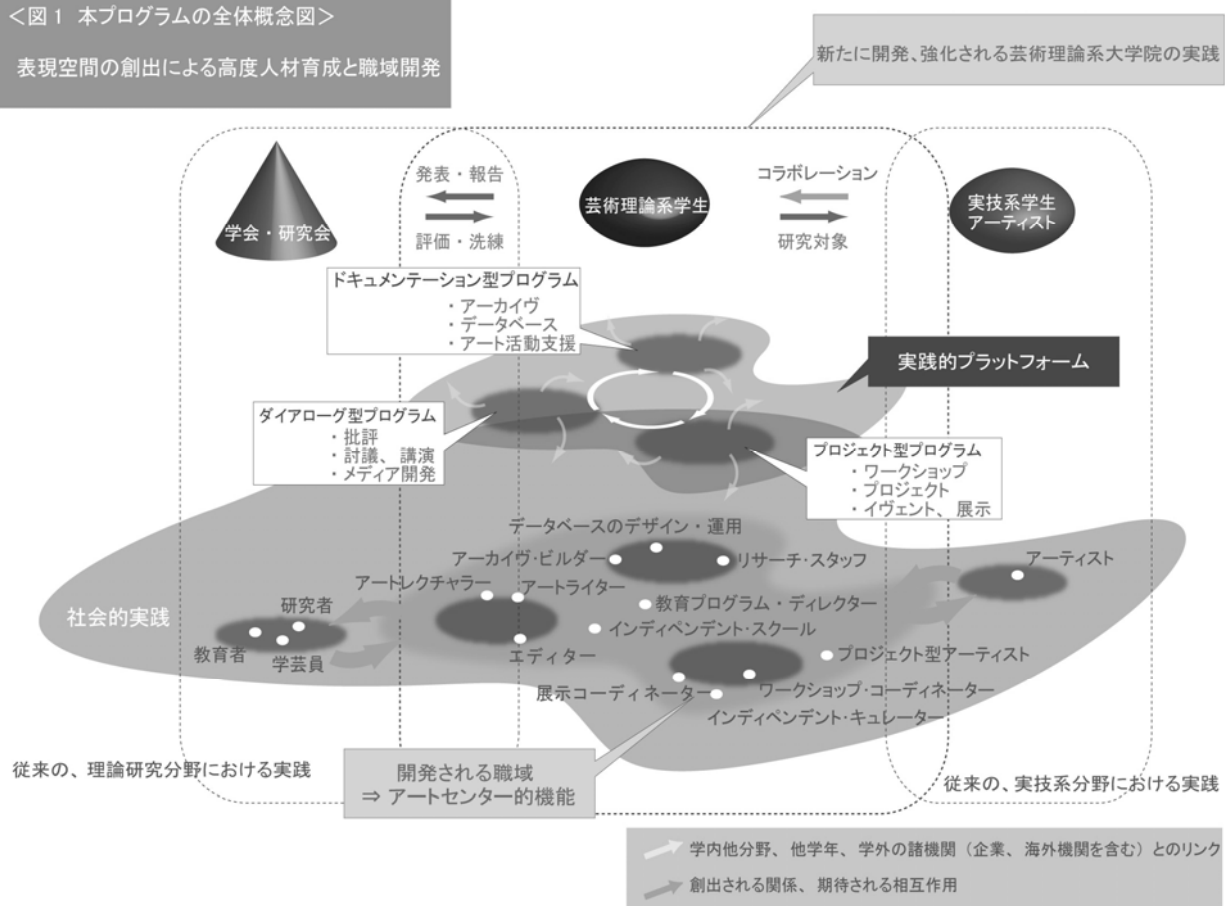 ＜図1 本プログラムの全体概念図＞
表現空間の創出による高度人材育成と職域開発
新たに開発、強化される芸術理論系大学院の実践
学会・研究会
発表・報告
評価・洗練
芸術理論系学生
コラボレーション
研究対象
実技系学生
アーティスト
ドキュメンテーション型プログラム
・アーカイヴ
・データベース
・アート活動支援
実践的プラットフォーム
ダイアローグ型プログラム
・批評
・討議、講演
・メディア開発
プロジェクト型プログラム
・ワークショップ
・プロジェクト
・イヴェント、展示
データベースのデザイン・運用
アーカイヴ・ビルダー
リサーチ・スタッフ
アーティスト
アートレクチャラー
アートライター
社会的実践
研究者
教育プログラム・ディレクター
インディペンデント・スクール
教育者
学芸員
エディター
プロジェクト型アーティスト
展示コーディネーター
ワークショップ・コーディネーター
インディペンデント・キュレーター
従来の、理論研究分野における実践
開発される職域
⇒ アートセンター的機能
従来の、実技系分野における実践
学内他分野、他学年、学外の諸機関（企業、海外機関を含む）とのリンク
創出される関係、期待される相互作用